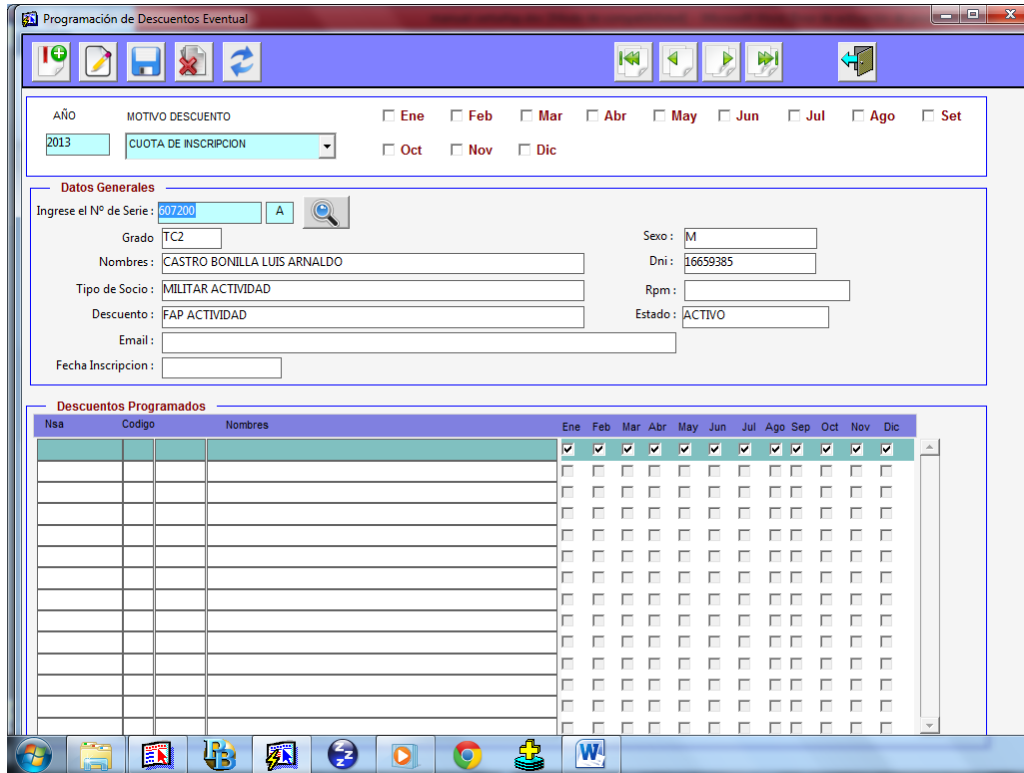 Programación de Descuentos Eventual
AÑO MOTIVO DESCUENTO Ene Feb Mar Abr May Jun Jul Ago Set
2013 CUOTA DE INSCRIPCION Oct Nov Dic
Datos Generales
Ingrese el Nº de Serie : 607200 A
Grado TC2 Sexo : M
Nombres : CASTRO BONILLA LUIS ARNALDO Dni : 16659385
Tipo de Socio : MILITAR ACTIVIDAD Rpm :
Descuento : FAP ACTIVIDAD Estado : ACTIVO
Email :
Fecha Inscripcion :
Descuentos Programados
Nsa Codigo Nombres Ene Feb Mar Abr May Jun Jul Ago Sep Oct Nov Dic